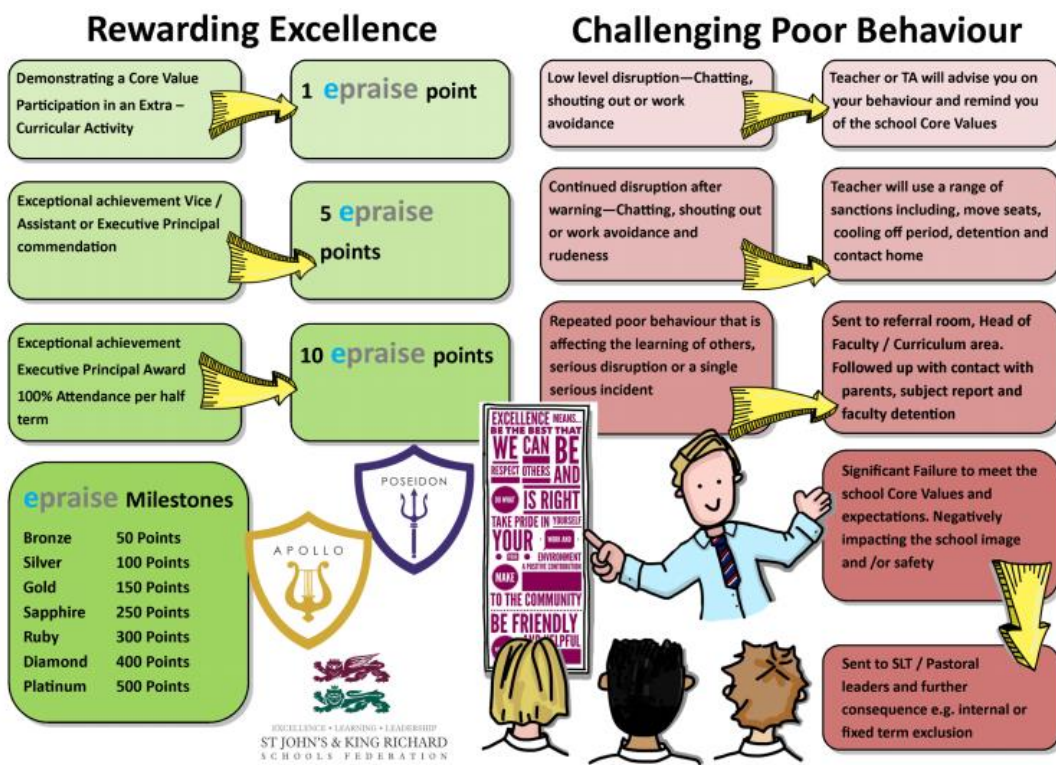 Rewarding Excellence
Demonstrating a Core Value
Participation in an Extra –
Curricular Activity
1 epraise point
Exceptional achievement Vice /
Assistant or Executive Principal
commendation
5 epraise
points
Exceptional achievement
Executive Principal Award
100% Attendance per half
term
10 epraise points
epraise Milestones
Bronze 50 Points
Silver 100 Points
Gold 150 Points
Sapphire 250 Points
Ruby 300 Points
Diamond 400 Points
Platinum 500 Points
APOLLO
POSEIDON
EXCELLENCE • LEARNING • LEADERSHIP
ST JOHN'S & KING RICHARD
SCHOOLS FEDERATION
Challenging Poor Behaviour
Low level disruption—Chatting,
shouting out or work
avoidance
Teacher or TA will advise you on
your behaviour and remind you
of the school Core Values
Continued disruption after
warning—Chatting, shouting out
or work avoidance and
rudeness
Teacher will use a range of
sanctions including, move seats,
cooling off period, detention and
contact home
Repeated poor behaviour that is
affecting the learning of others,
serious disruption or a single
serious incident
Sent to referral room, Head of
Faculty / Curriculum area.
Followed up with contact with
parents, subject report and
faculty detention
Significant Failure to meet the
school Core Values and
expectations. Negatively
impacting the school image
and /or safety
Sent to SLT / Pastoral
leaders and further
consequence e.g. internal or
fixed term exclusion
EXCELLENCE MEANS...
BE THE BEST THAT
WE CAN BE
RESPECT OTHERS AND
DO WHAT IS RIGHT
TAKE PRIDE IN YOURSELF
YOUR WORK AND
FOR ENVIRONMENT
MAKE A POSITIVE CONTRIBUTION
TO THE COMMUNITY
BE FRIENDLY
AND HELPFUL